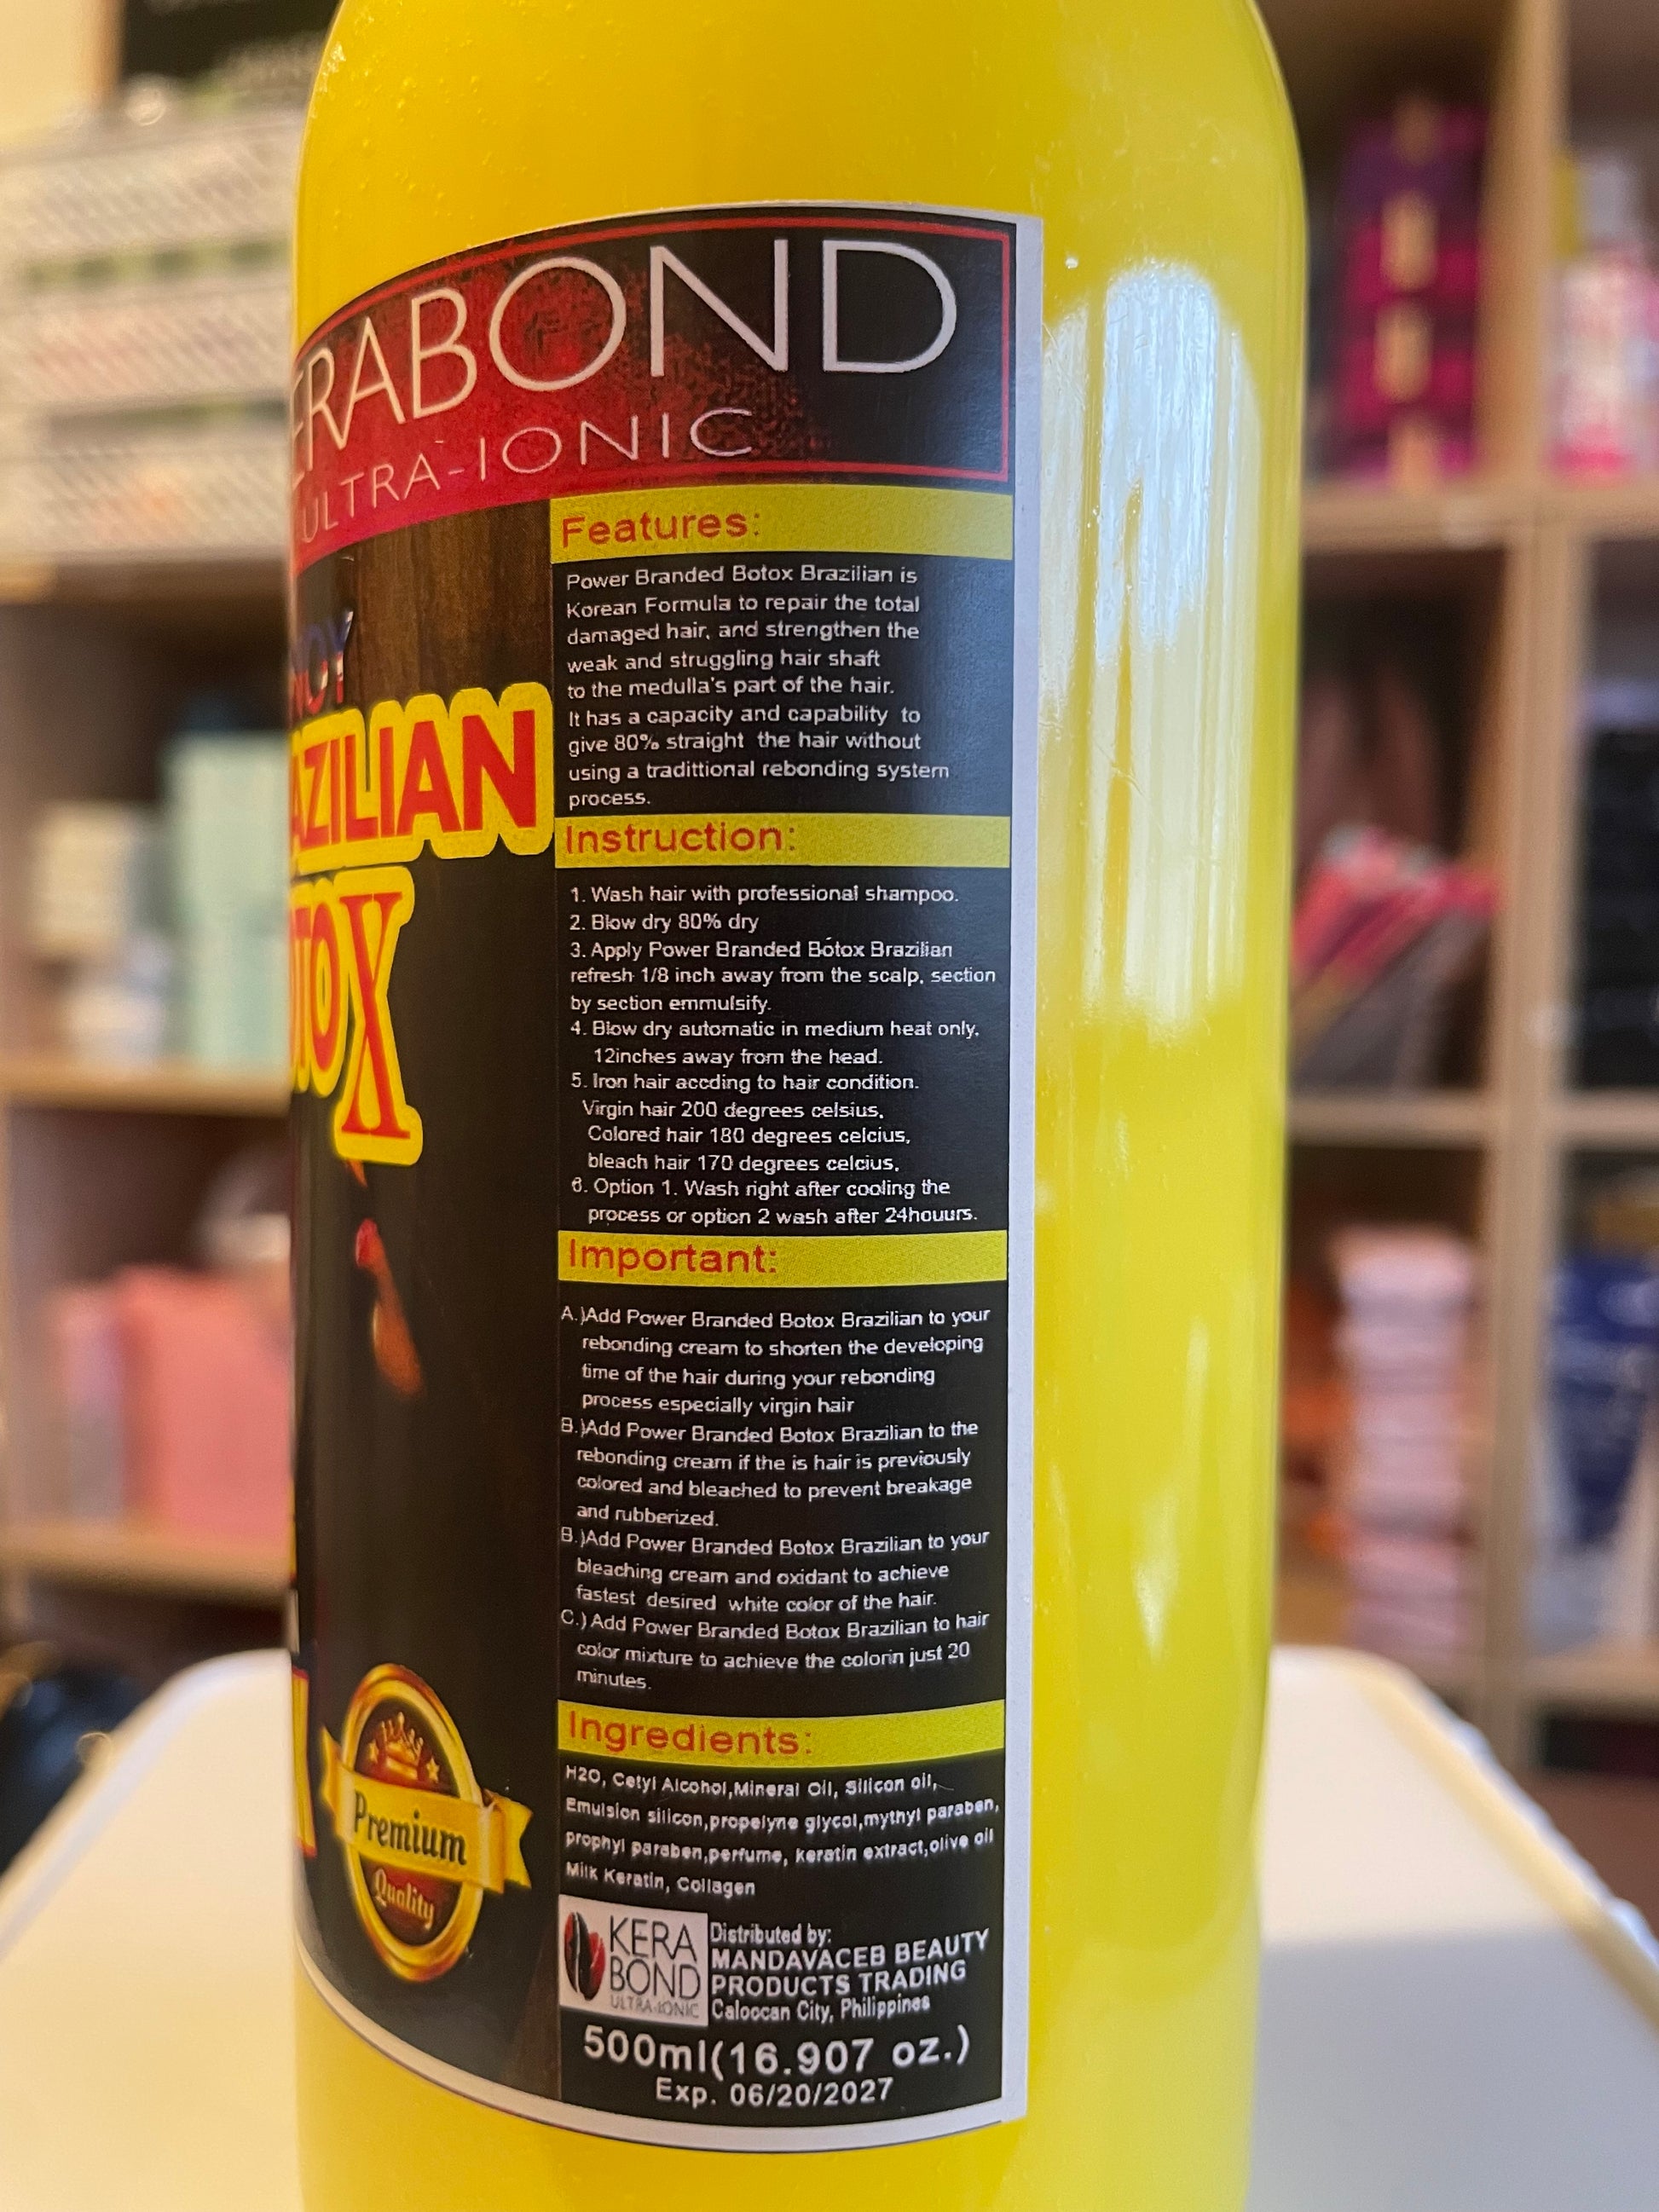 ERABOND
ULTRA-IONIC
AZILIAN
TOX
Features:
Power Branded Botox Brazilian is
Korean Formula to repair the total
damaged hair, and strengthen the
weak and struggling hair shaft
to the medulla's part of the hair.
It has a capacity and capability to
give 80% straight the hair without
using a tradittional rebonding system
process.
Instruction:
1. Wash hair with professional shampoo.
2. Blow dry 80% dry
3. Apply Power Branded Botox Brazilian
refresh 1/8 inch away from the scalp, section
by section emmulsify.
4. Blow dry automatic in medium heat only,
12inches away from the head.
5. Iron hair accding to hair condition.
Virgin hair 200 degrees celsius,
Colored hair 180 degrees celcius,
bleach hair 170 degrees celcius,
6. Option 1. Wash right after cooling the
process or option 2 wash after 24houurs.
Important:
A.)Add Power Branded Botox Brazilian to your
rebonding cream to shorten the developing
time of the hair during your rebonding
process especially virgin hair
B.)Add Power Branded Botox Brazilian to the
rebonding cream if the is hair is previously
colored and bleached to prevent breakage
and rubberized.
B.)Add Power Branded Botox Brazilian to your
bleaching cream and oxidant to achieve
fastest desired white color of the hair.
C.) Add Power Branded Botox Brazilian to hair
color mixture to achieve the colorin just 20
minutes.
Premium
Quality
Ingredients:
H2O, Cetyl Alcohol,Mineral Oil, Silicon oil,
Emulsion silicon,propelyne glycol,mythyl paraben,
prophyl paraben,perfume, keratin extract,olive oil
Milk Keratin, Collagen
KERA
BOND
ULTRA-IONIC
Distributed by:
MANDAVACEB BEAUTY
PRODUCTS TRADING
Caloocan City, Philippines
500ml(16.907 oz.)
Exp. 06/20/2027